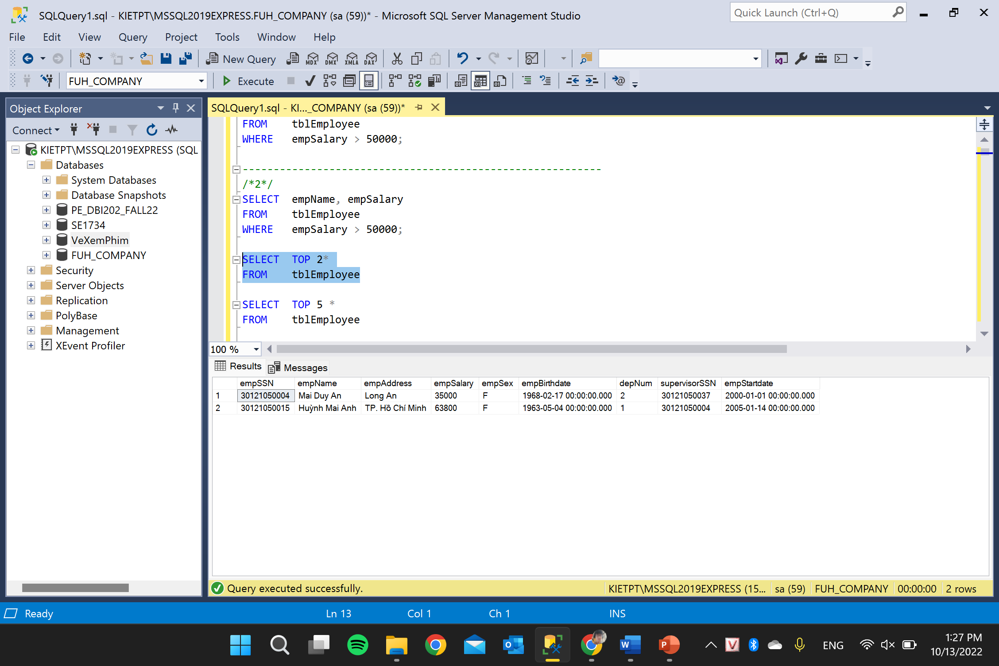 SQLQuery1.sql - KIETPT\MSSQL2019EXPRESS.FUH_COMPANY (sa (59))* - Microsoft SQL Server Management Studio
Quick Launch (Ctrl+Q)
File Edit View Query Project Tools Window Help
New Query MDX DMX XMLA DAX
FUH_COMPANY Execute
Object Explorer
Connect
KIETPT\MSSQL2019EXPRESS (SQL
Databases
System Databases
Database Snapshots
PE_DBI202_FALL22
SE1734
VeXemPhim
FUH_COMPANY
Security
Server Objects
Replication
PolyBase
Management
XEvent Profiler
SQLQuery1.sql - KI..._COMPANY (sa (59))*
FROM tblEmployee
WHERE empSalary > 50000;
----------------------------------------------------------
/*2*/
SELECT empName, empSalary
FROM tblEmployee
WHERE empSalary > 50000;
SELECT TOP 2*
FROM tblEmployee
SELECT TOP 5 *
FROM tblEmployee
100 %
Results Messages
empSSN empName empAddress empSalary empSex empBirthdate depNum supervisorSSN empStartdate
1 30121050004 Mai Duy An Long An 35000 F 1968-02-17 00:00:00.000 2 30121050037 2000-01-01 00:00:00.000
2 30121050015 Huỳnh Mai Anh TP. Hồ Chí Minh 63800 F 1963-05-04 00:00:00.000 1 30121050004 2005-01-14 00:00:00.000
Query executed successfully. KIETPT\MSSQL2019EXPRESS (15... sa (59) FUH_COMPANY 00:00:00 2 rows
Ready Ln 13 Col 1 Ch 1 INS
ENG
1:27 PM
10/13/2022